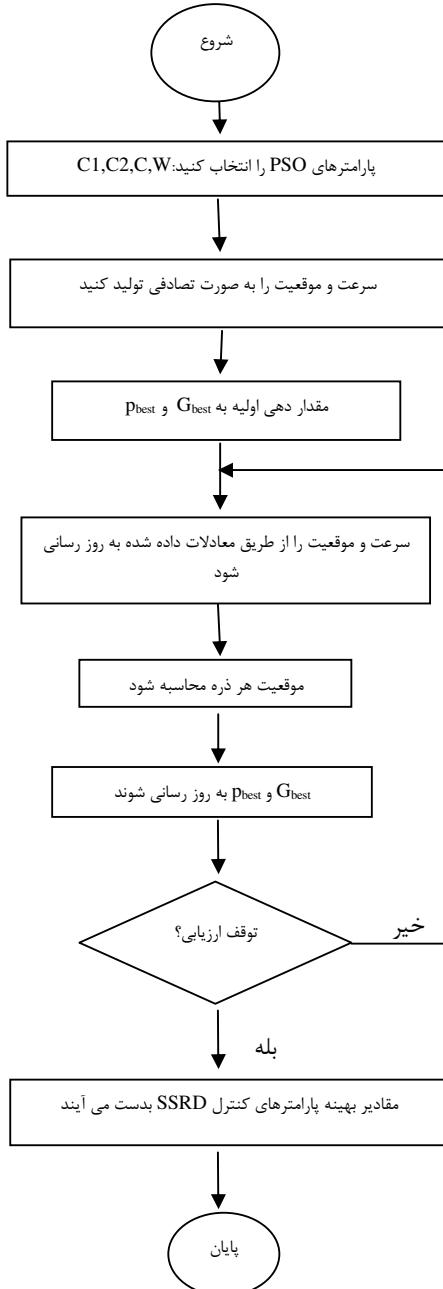 شروع
پارامترهای PSO را انتخاب کنید:C1,C2,C,W
سرعت و موقعیت را به صورت تصادفی تولید کنید
مقدار دهی اولیه به Gbest و pbest
سرعت و موقعیت را از طریق معادلات داده شده به روز رسانی
شود
موقعیت هر ذره محاسبه شود
Gbest و pbest به روز رسانی شوند
توقف ارزیابی؟
خیر
بله
مقادیر بهینه پارامترهای کنترل SSRD بدست می آیند
پایان